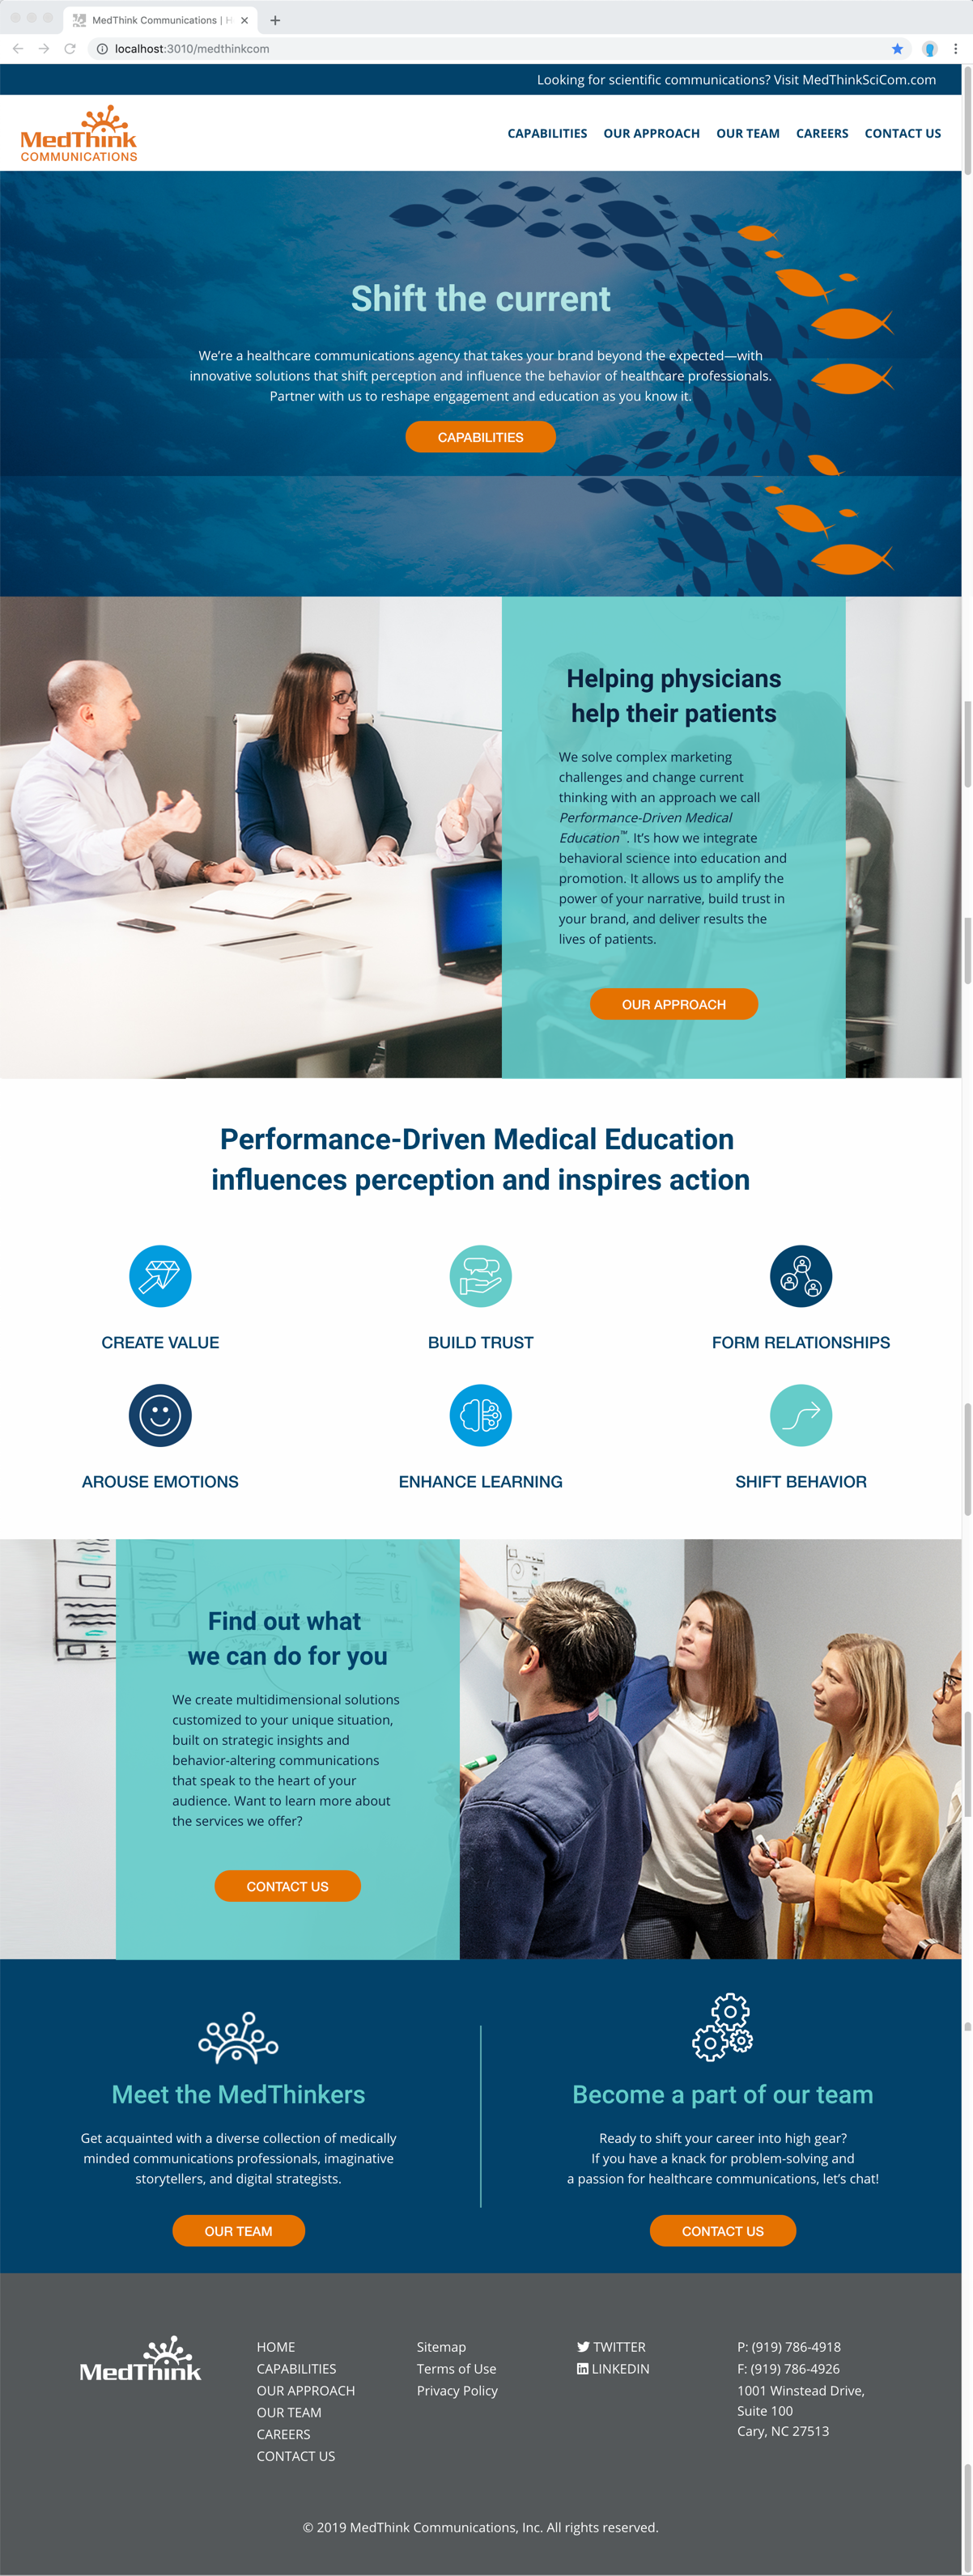 MedThink Communications | H
localhost:3010/medthinkcom
Looking for scientific communications? Visit MedThinkSciCom.com
MedThink
COMMUNICATIONS
CAPABILITIES OUR APPROACH OUR TEAM CAREERS CONTACT US
Shift the current
We’re a healthcare communications agency that takes your brand beyond the expected—with
innovative solutions that shift perception and influence the behavior of healthcare professionals.
Partner with us to reshape engagement and education as you know it.
CAPABILITIES
Helping physicians
help their patients
We solve complex marketing
challenges and change current
thinking with an approach we call
Performance-Driven Medical
Education™. It’s how we integrate
behavioral science into education and
promotion. It allows us to amplify the
power of your narrative, build trust in
your brand, and deliver results the
lives of patients.
OUR APPROACH
Performance-Driven Medical Education
influences perception and inspires action
CREATE VALUE
BUILD TRUST
FORM RELATIONSHIPS
AROUSE EMOTIONS
ENHANCE LEARNING
SHIFT BEHAVIOR
Find out what
we can do for you
We create multidimensional solutions
customized to your unique situation,
built on strategic insights and
behavior-altering communications
that speak to the heart of your
audience. Want to learn more about
the services we offer?
CONTACT US
Meet the MedThinkers
Get acquainted with a diverse collection of medically
minded communications professionals, imaginative
storytellers, and digital strategists.
OUR TEAM
Become a part of our team
Ready to shift your career into high gear?
If you have a knack for problem-solving and
a passion for healthcare communications, let’s chat!
CONTACT US
MedThink
HOME
CAPABILITIES
OUR APPROACH
OUR TEAM
CAREERS
CONTACT US
Sitemap
Terms of Use
Privacy Policy
TWITTER
LINKEDIN
P: (919) 786-4918
F: (919) 786-4926
1001 Winstead Drive,
Suite 100
Cary, NC 27513
© 2019 MedThink Communications, Inc. All rights reserved.